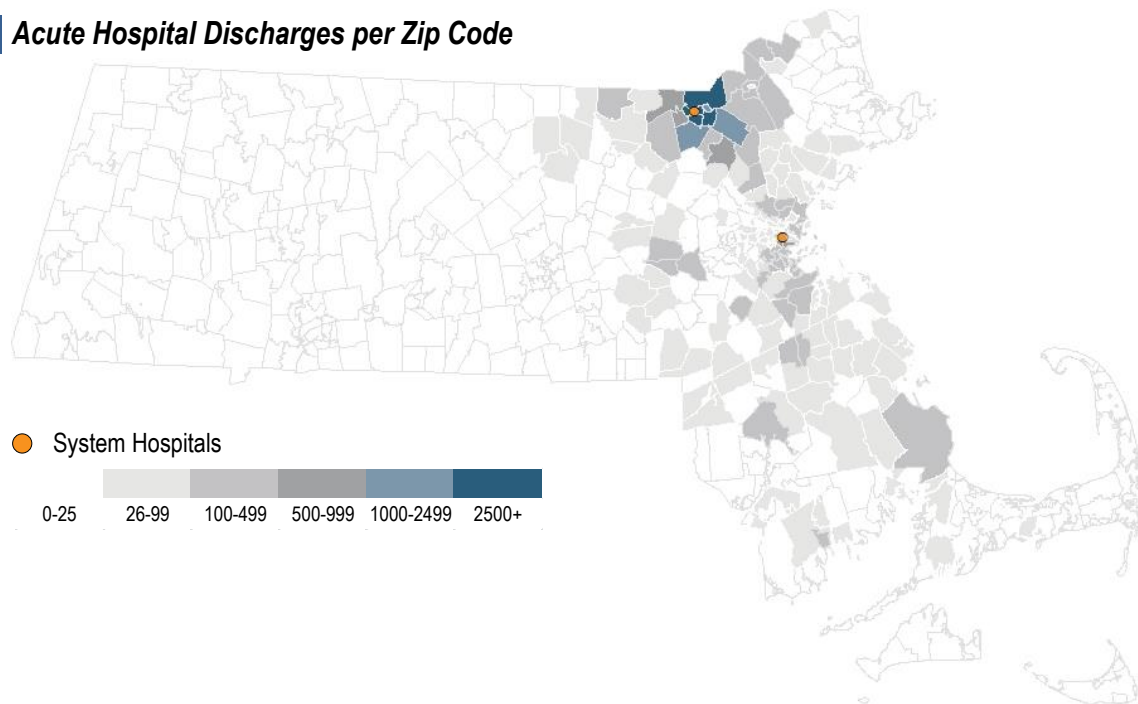 Acute Hospital Discharges per Zip Code
System Hospitals
0-25 26-99 100-499 500-999 1000-2499 2500+